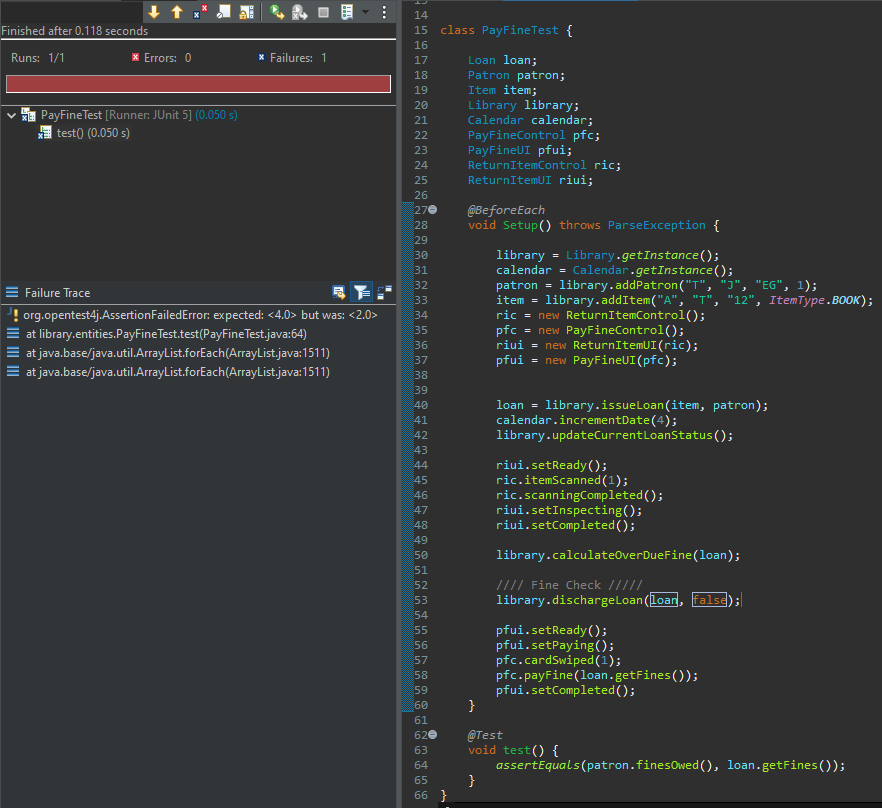 Finished after 0.118 seconds
Runs: 1/1
Errors: 0
Failures: 1
PayFineTest [Runner: JUnit 5] (0.050 s)
test() (0.050 s)
Failure Trace
org.opentest4j.AssertionFailedError: expected: <4.0> but was: <2.0>
at library.entities.PayFineTest.test(PayFineTest.java:64)
at java.base/java.util.ArrayList.forEach(ArrayList.java:1511)
at java.base/java.util.ArrayList.forEach(ArrayList.java:1511)
14
15 class PayFineTest {
16
17 Loan loan;
18 Patron patron;
19 Item item;
20 Library library;
21 Calendar calendar;
22 PayFineControl pfc;
23 PayFineUI pfui;
24 ReturnItemControl ric;
25 ReturnItemUI riui;
26
27 @BeforeEach
28 void Setup() throws ParseException {
29
30 library = Library.getInstance();
31 calendar = Calendar.getInstance();
32 patron = library.addPatron("T", "J", "EG", 1);
33 item = library.addItem("A", "T", "12", ItemType.BOOK);
34 ric = new ReturnItemControl();
35 pfc = new PayFineControl();
36 riui = new ReturnItemUI(ric);
37 pfui = new PayFineUI(pfc);
38
39
40 loan = library.issueLoan(item, patron);
41 calendar.incrementDate(4);
42 library.updateCurrentLoanStatus();
43
44 riui.setReady();
45 ric.itemScanned(1);
46 ric.scanningCompleted();
47 riui.setInspecting();
48 riui.setCompleted();
49
50 library.calculateOverDueFine(loan);
51
52 //// Fine Check /////
53 library.dischargeLoan(loan, false);
54
55 pfui.setReady();
56 pfui.setPaying();
57 pfc.cardSwiped(1);
58 pfc.payFine(loan.getFines());
59 pfui.setCompleted();
60 }
61
62 @Test
63 void test() {
64 assertEquals(patron.finesOwed(), loan.getFines());
65 }
66 }